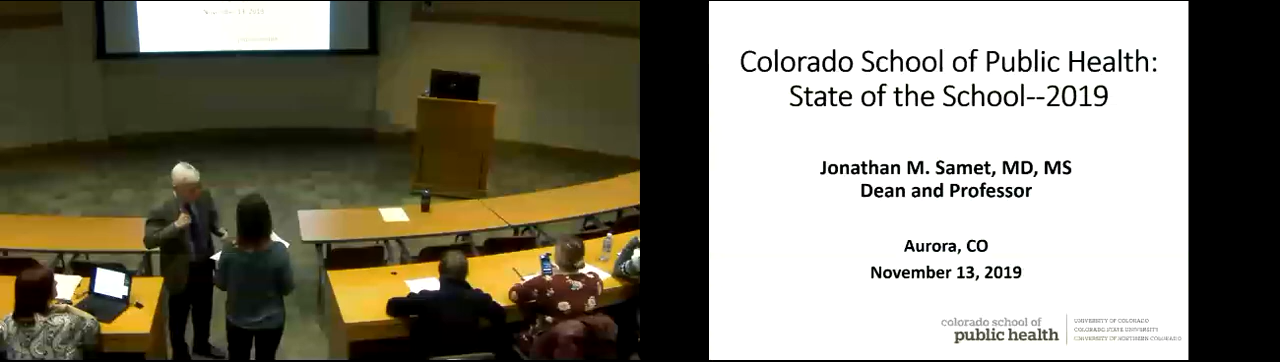 Colorado School of Public Health:
State of the School--2019
Jonathan M. Samet, MD, MS
Dean and Professor
Aurora, CO
November 13, 2019
colorado school of
public health
UNIVERSITY OF COLORADO
COLORADO STATE UNIVERSITY
UNIVERSITY OF NORTHERN COLORADO